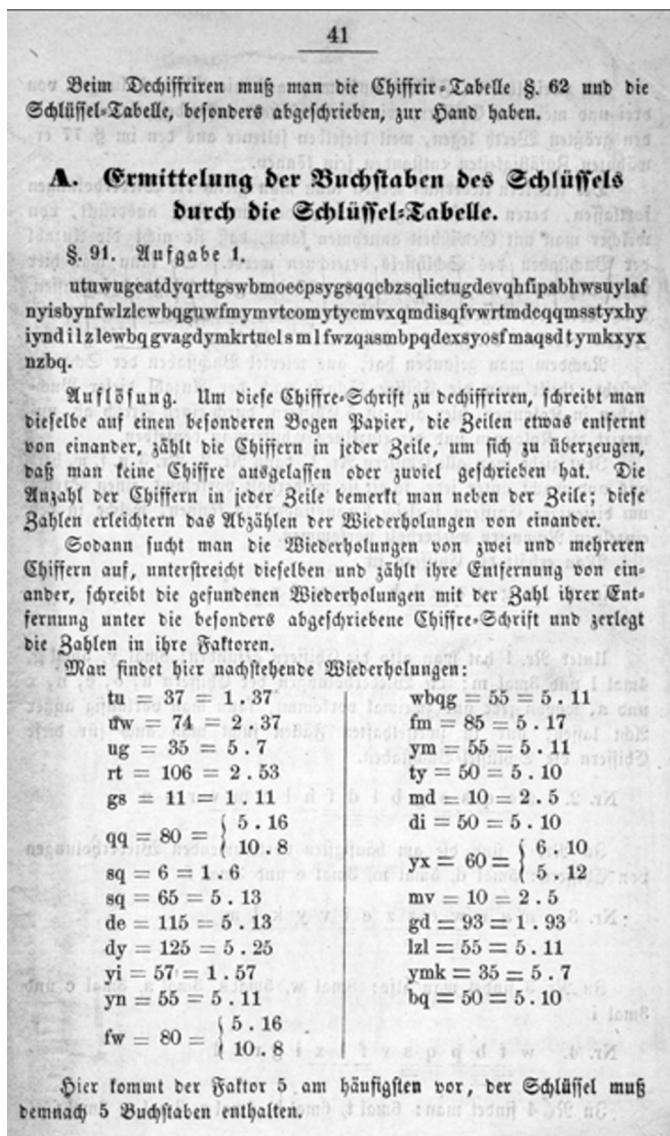 41
Beim Dechiffriren muß man die Chiffrir-Tabelle §. 62 und die
Schlüssel-Tabelle, besonders abgeschrieben, zur Hand haben.
A. Ermittelung der Buchstaben des Schlüssels
durch die Schlüssel-Tabelle.
§. 91. Aufgabe 1.
utuwugcatdyqrttgswbmoecpsygsqqcbzsqlictugdevqhfipabhwsuylaf
nyisbynfwlzlcwbqguwfmymvtcomytycmvxqmdisqfvwrtmdcqqmsstyxhy
iynd i l z lewbq gvagdymkrtuel s m l fwzqasmbpqdexsyosf maqsd tymkxyx
nzbq.
Auflösung. Um diese Chiffre-Schrift zu dechiffriren, schreibt man
dieselbe auf einen besonderen Bogen Papier, die Zeilen etwas entfernt
von einander, zählt die Chiffern in jeder Zeile, um sich zu überzeugen,
daß man keine Chiffre ausgelassen oder zuviel geschrieben hat. Die
Anzahl der Chiffern in jeder Zeile bemerkt man neben der Zeile; diese
Zahlen erleichtern das Abzählen der Wiederholungen von einander.
Sodann sucht man die Wiederholungen von zwei und mehreren
Chiffern auf, unterstreicht dieselben und zählt ihre Entfernung von ein-
ander, schreibt die gefundenen Wiederholungen mit der Zahl ihrer Ent-
fernung unter die besonders abgeschriebene Chiffre-Schrift und zerlegt
die Zahlen in ihre Faktoren.
Man findet hier nachstehende Wiederholungen:
tu = 37 = 1 . 37
uw = 74 = 2 . 37
ug = 35 = 5 . 7
rt = 106 = 2 . 53
gs = 11 = 1 . 11
qq = 80 = { 5 . 16
10 . 8
sq = 6 = 1 . 6
sq = 65 = 5 . 13
de = 115 = 5 . 13
dy = 125 = 5 . 25
yi = 57 = 1 . 57
yn = 55 = 5 . 11
fw = 80 = { 5 . 16
10 . 8
wbqg = 55 = 5 . 11
fm = 85 = 5 . 17
ym = 55 = 5 . 11
ty = 50 = 5 . 10
md = 10 = 2 . 5
di = 50 = 5 . 10
yx = 60 = { 6 . 10
5 . 12
mv = 10 = 2 . 5
gd = 93 = 1 . 93
lzl = 55 = 5 . 11
ymk = 35 = 5 . 7
bq = 50 = 5 . 10
Hier kommt der Faktor 5 am häufigsten vor, der Schlüssel muß
demnach 5 Buchstaben enthalten.